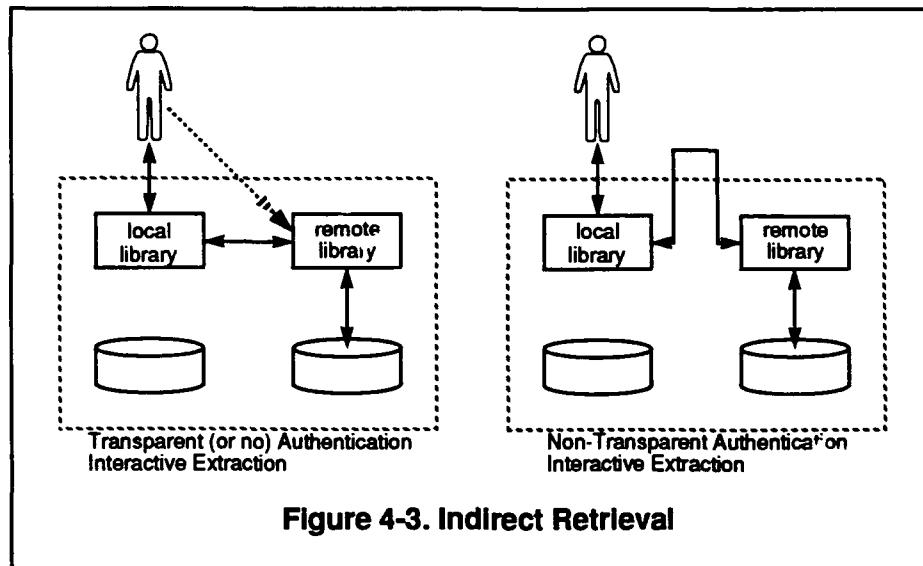 local
library
remote
library
local
library
remote
library
Transparent (or no) Authentication
Interactive Extraction
Non-Transparent Authentication
Interactive Extraction
Figure 4-3. Indirect Retrieval